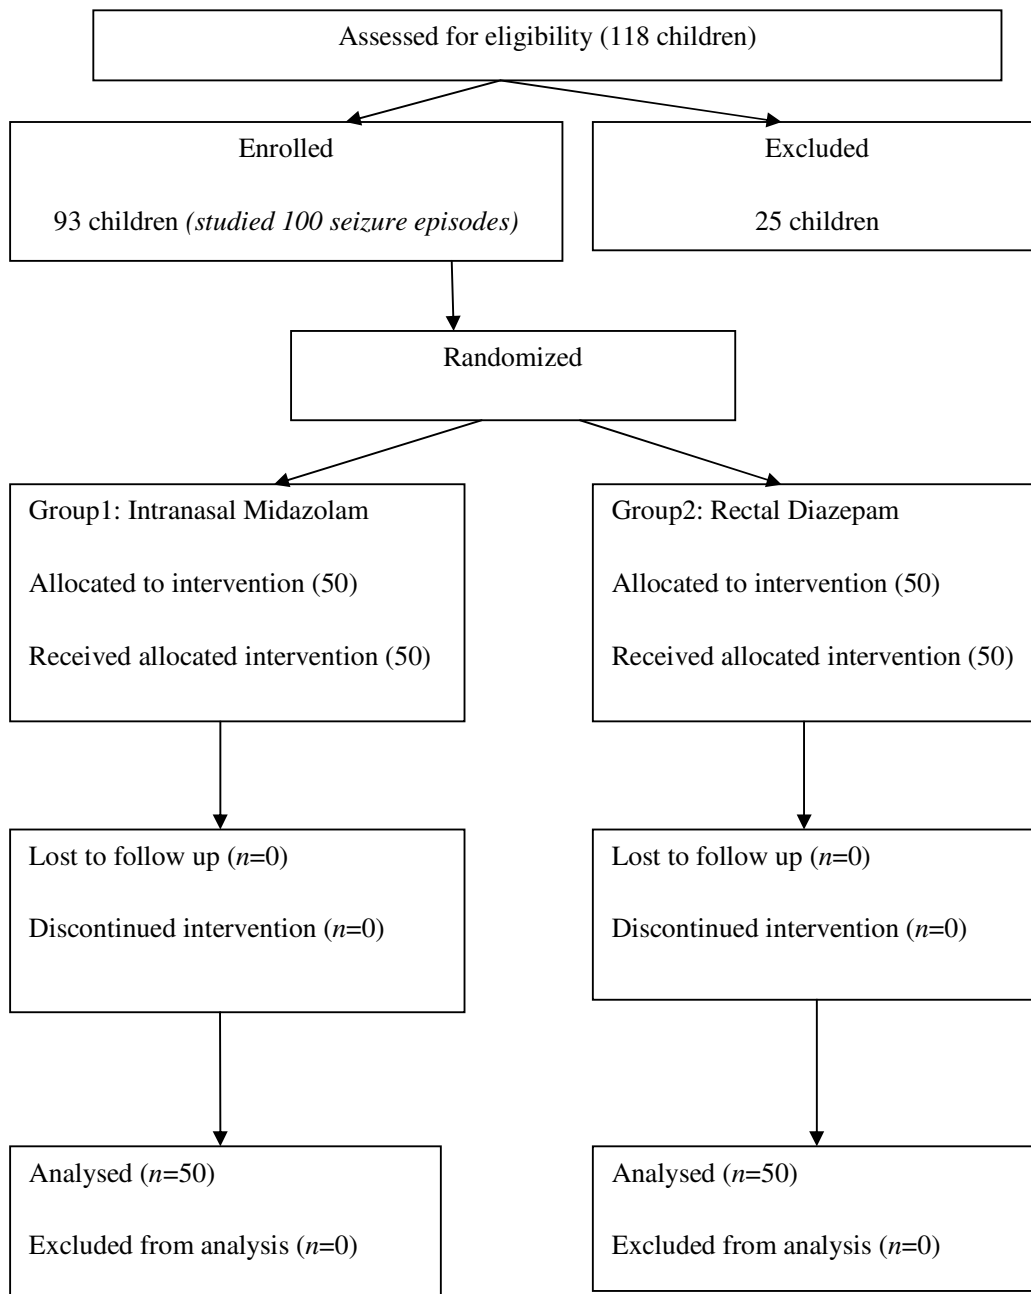 Assessed for eligibility (118 children)
Enrolled
93 children (studied 100 seizure episodes)
Excluded
25 children
Randomized
Group1: Intranasal Midazolam
Allocated to intervention (50)
Received allocated intervention (50)
Group2: Rectal Diazepam
Allocated to intervention (50)
Received allocated intervention (50)
Lost to follow up (n=0)
Discontinued intervention (n=0)
Lost to follow up (n=0)
Discontinued intervention (n=0)
Analysed (n=50)
Excluded from analysis (n=0)
Analysed (n=50)
Excluded from analysis (n=0)